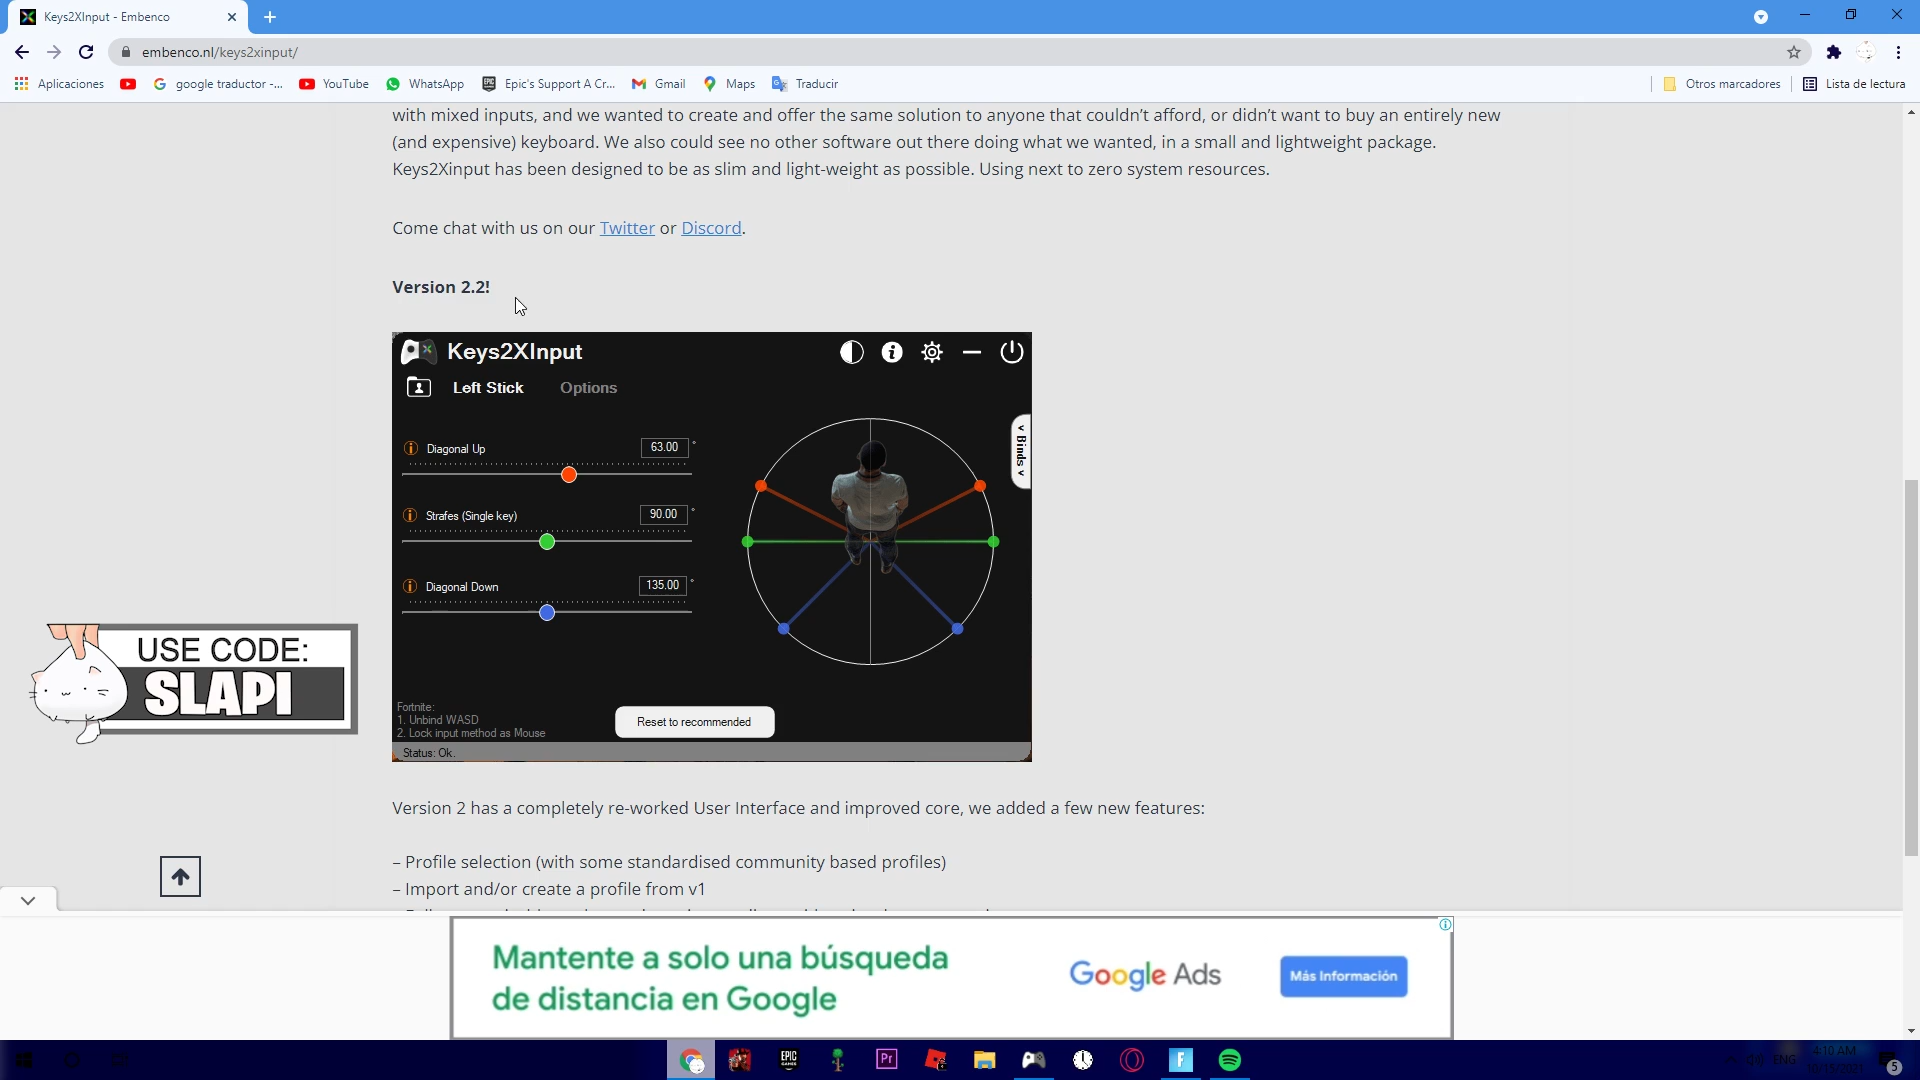 Keys2XInput - Embenco
embenco.nl/keys2xinput/
Aplicaciones
google traductor -...
YouTube
WhatsApp
Epic's Support A Cr...
Gmail
Maps
Traducir
Otros marcadores
Lista de lectura
with mixed inputs, and we wanted to create and offer the same solution to anyone that couldn't afford, or didn't want to buy an entirely new
(and expensive) keyboard. We also could see no other software out there doing what we wanted, in a small and lightweight package.
Keys2Xinput has been designed to be as slim and light-weight as possible. Using next to zero system resources.
Come chat with us on our Twitter or Discord.
Version 2.2!
Keys2XInput
Left Stick
Options
Diagonal Up
63.00 °
Strafes (Single key)
90.00 °
Diagonal Down
135.00 °
< Binds <
Fortnite:
1. Unbind WASD
2. Lock input method as Mouse
Reset to recommended
Status: Ok.
USE CODE:
SLAPI
Version 2 has a completely re-worked User Interface and improved core, we added a few new features:
– Profile selection (with some standardised community based profiles)
– Import and/or create a profile from v1
Mantente a solo una búsqueda
de distancia en Google
Google Ads
Más Información
EPIC
GAMES
Pr
F
ENG
4:10 AM
5